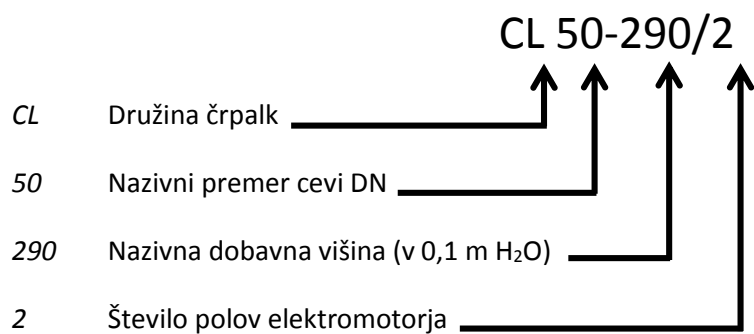 CL 50-290/2
CL Družina črpalk
50 Nazivni premer cevi DN
290 Nazivna dobavna višina (v 0,1 m H₂O)
2 Število polov elektromotorja